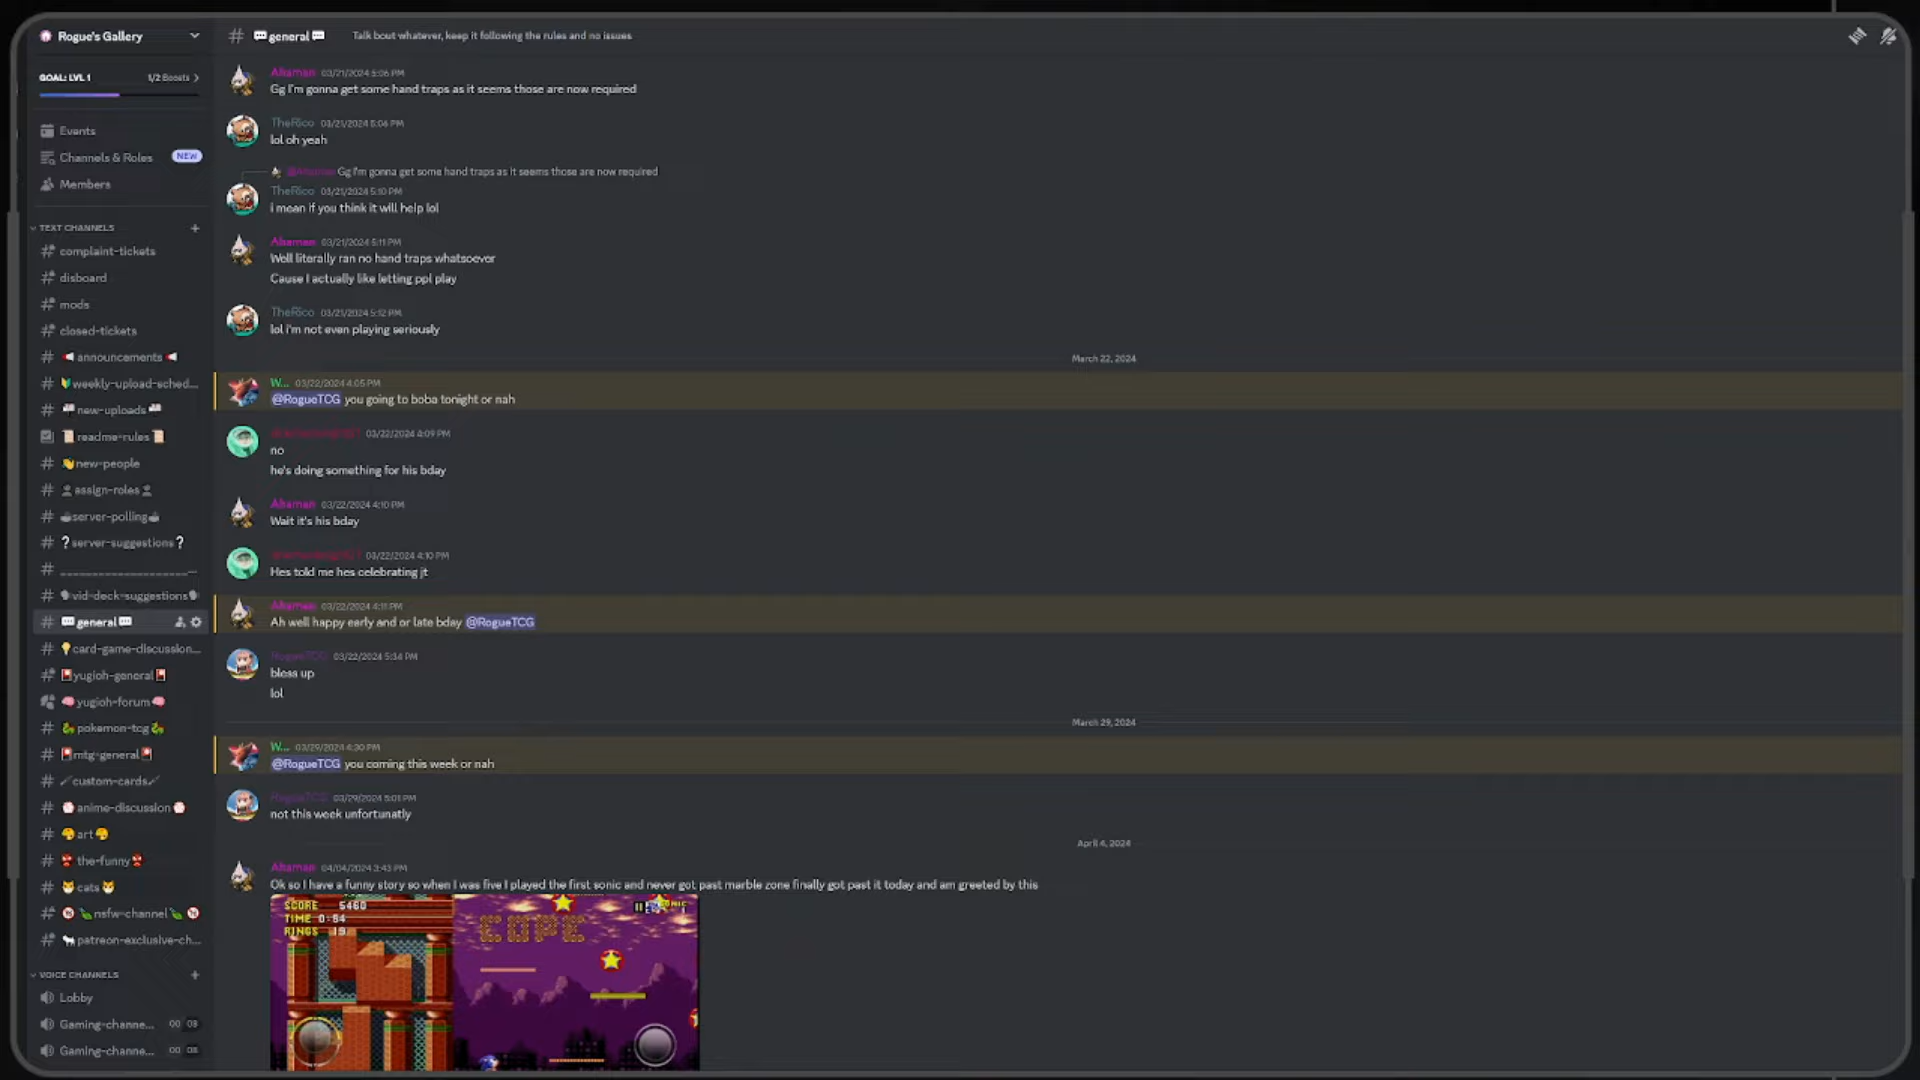 Rogue's Gallery
GOAL: LVL 1
1/2 Boosts
Events
Channels & Roles
NEW
Members
TEXT CHANNELS
complaint-tickets
disboard
mods
closed-tickets
announcements
weekly-upload-sched...
new-uploads
readme-rules
new-people
assign-roles
server-polling
server-suggestions
vid-deck-suggestions
general
card-game-discussion...
yugioh-general
yugioh-forum
pokemon-tcg
mtg-general
custom-cards
anime-discussion
art
the-funny
cats
nsfw-channel
patreon-exclusive-ch...
VOICE CHANNELS
Lobby
Gaming-channe... 00 08
Gaming-channe... 00 08
general
Talk bout whatever, keep it following the rules and no issues
03/21/2024 5:06 PM
Gg I'm gonna get some hand traps as it seems those are now required
TheRico 03/21/2024 5:06 PM
lol oh yeah
Gg I'm gonna get some hand traps as it seems those are now required
TheRico 03/21/2024 5:10 PM
i mean if you think it will help lol
03/21/2024 5:11 PM
Well literally ran no hand traps whatsoever
Cause I actually like letting ppl play
TheRico 03/21/2024 5:12 PM
lol i'm not even playing seriously
March 22, 2024
W... 03/22/2024 4:05 PM
@RogueTCG you going to boba tonight or nah
03/22/2024 4:09 PM
no
he's doing something for his bday
03/22/2024 4:10 PM
Wait it's his bday
03/22/2024 4:10 PM
Hes told me hes celebrating jt
03/22/2024 4:11 PM
Ah well happy early and or late bday @RogueTCG
RogueTCG 03/22/2024 5:34 PM
bless up
lol
March 29, 2024
W... 03/29/2024 4:30 PM
@RogueTCG you coming this week or nah
RogueTCG 03/29/2024 5:01 PM
not this week unfortunatly
April 4, 2024
04/04/2024 3:43 PM
Ok so I have a funny story so when I was five I played the first sonic and never got past marble zone finally got past it today and am greeted by this
SCORE 5460
TIME 0:54
RINGS 19
COPE
SONIC